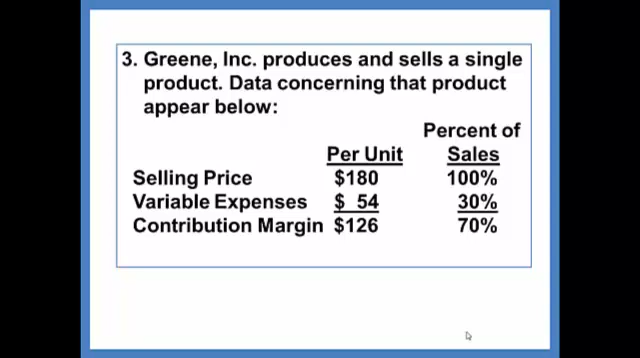 3. Greene, Inc. produces and sells a single
product. Data concerning that product
appear below:
Percent of
Per Unit Sales
Selling Price $180 100%
Variable Expenses $ 54 30%
Contribution Margin $126 70%